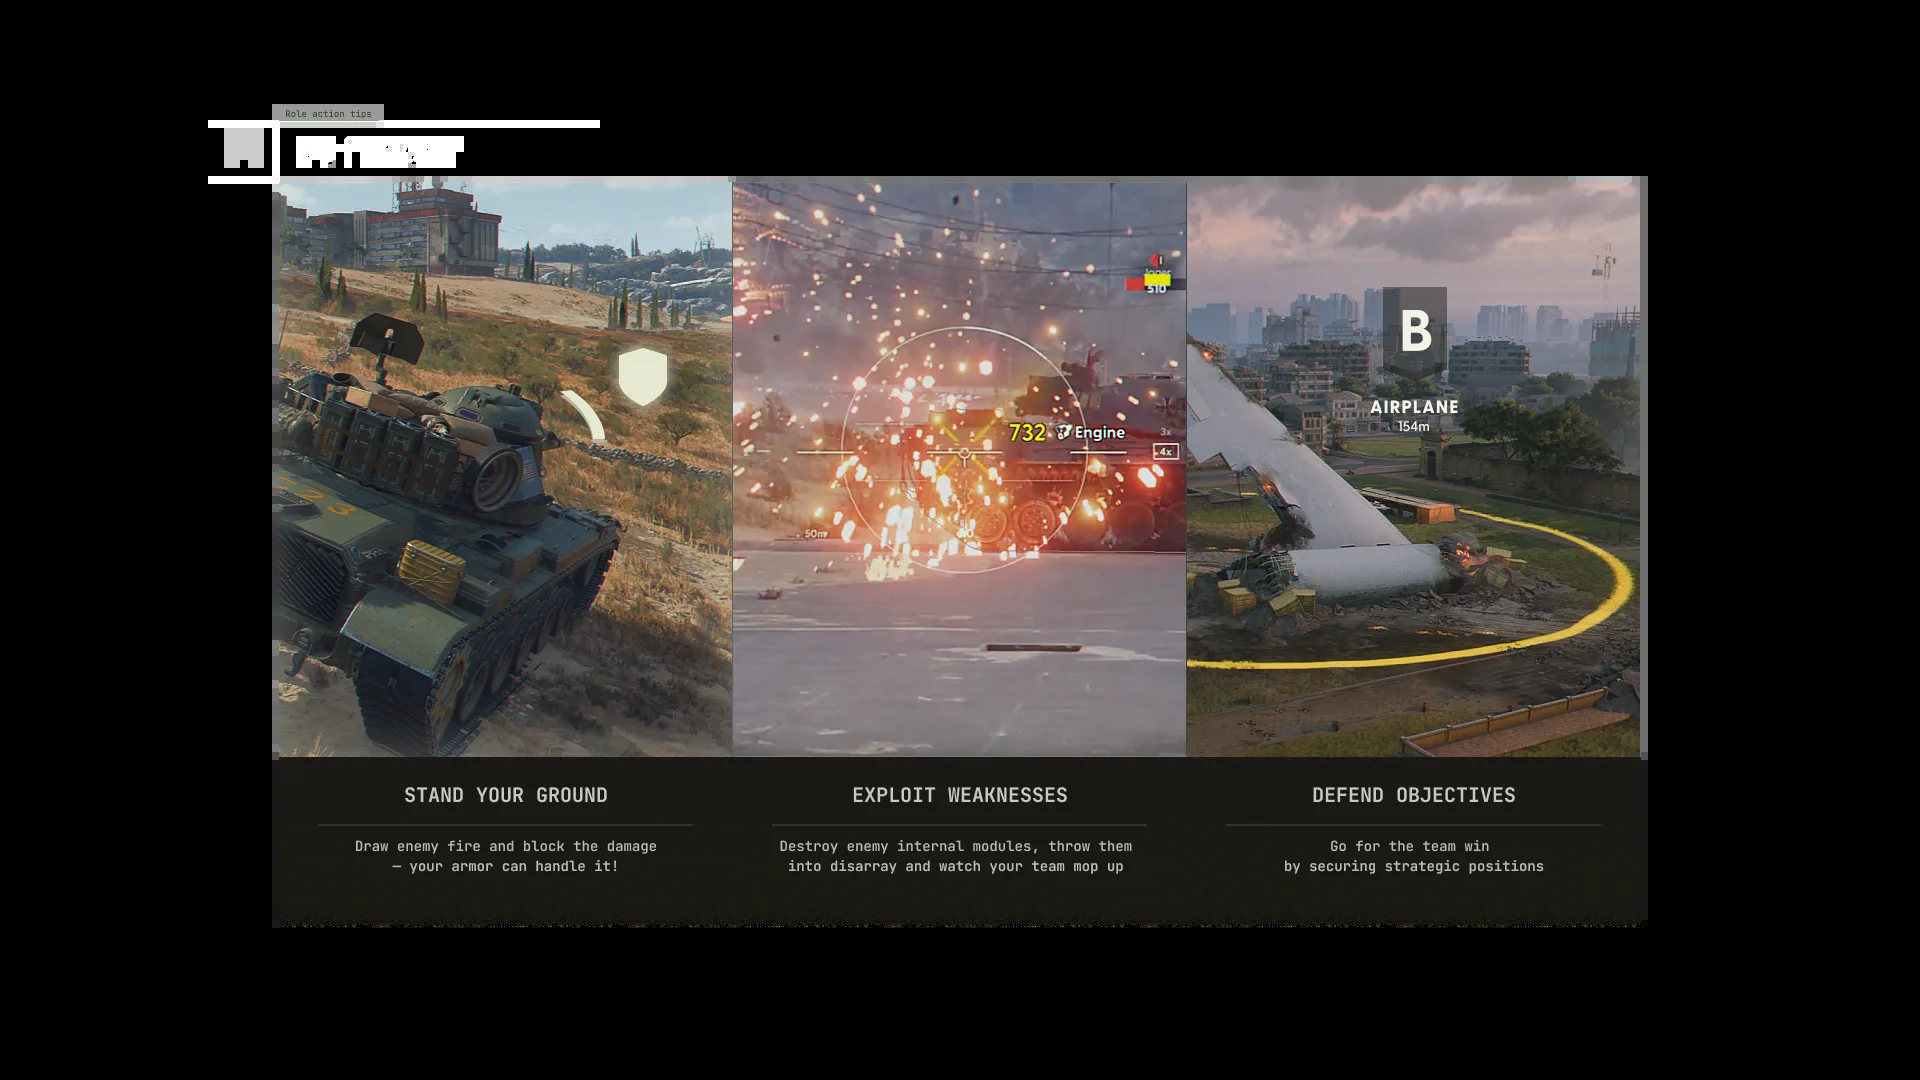 Role action tips
510
732 Engine
3x
4x
50m
B
AIRPLANE
154m
STAND YOUR GROUND
Draw enemy fire and block the damage
— your armor can handle it!
EXPLOIT WEAKNESSES
Destroy enemy internal modules, throw them
into disarray and watch your team mop up
DEFEND OBJECTIVES
Go for the team win
by securing strategic positions